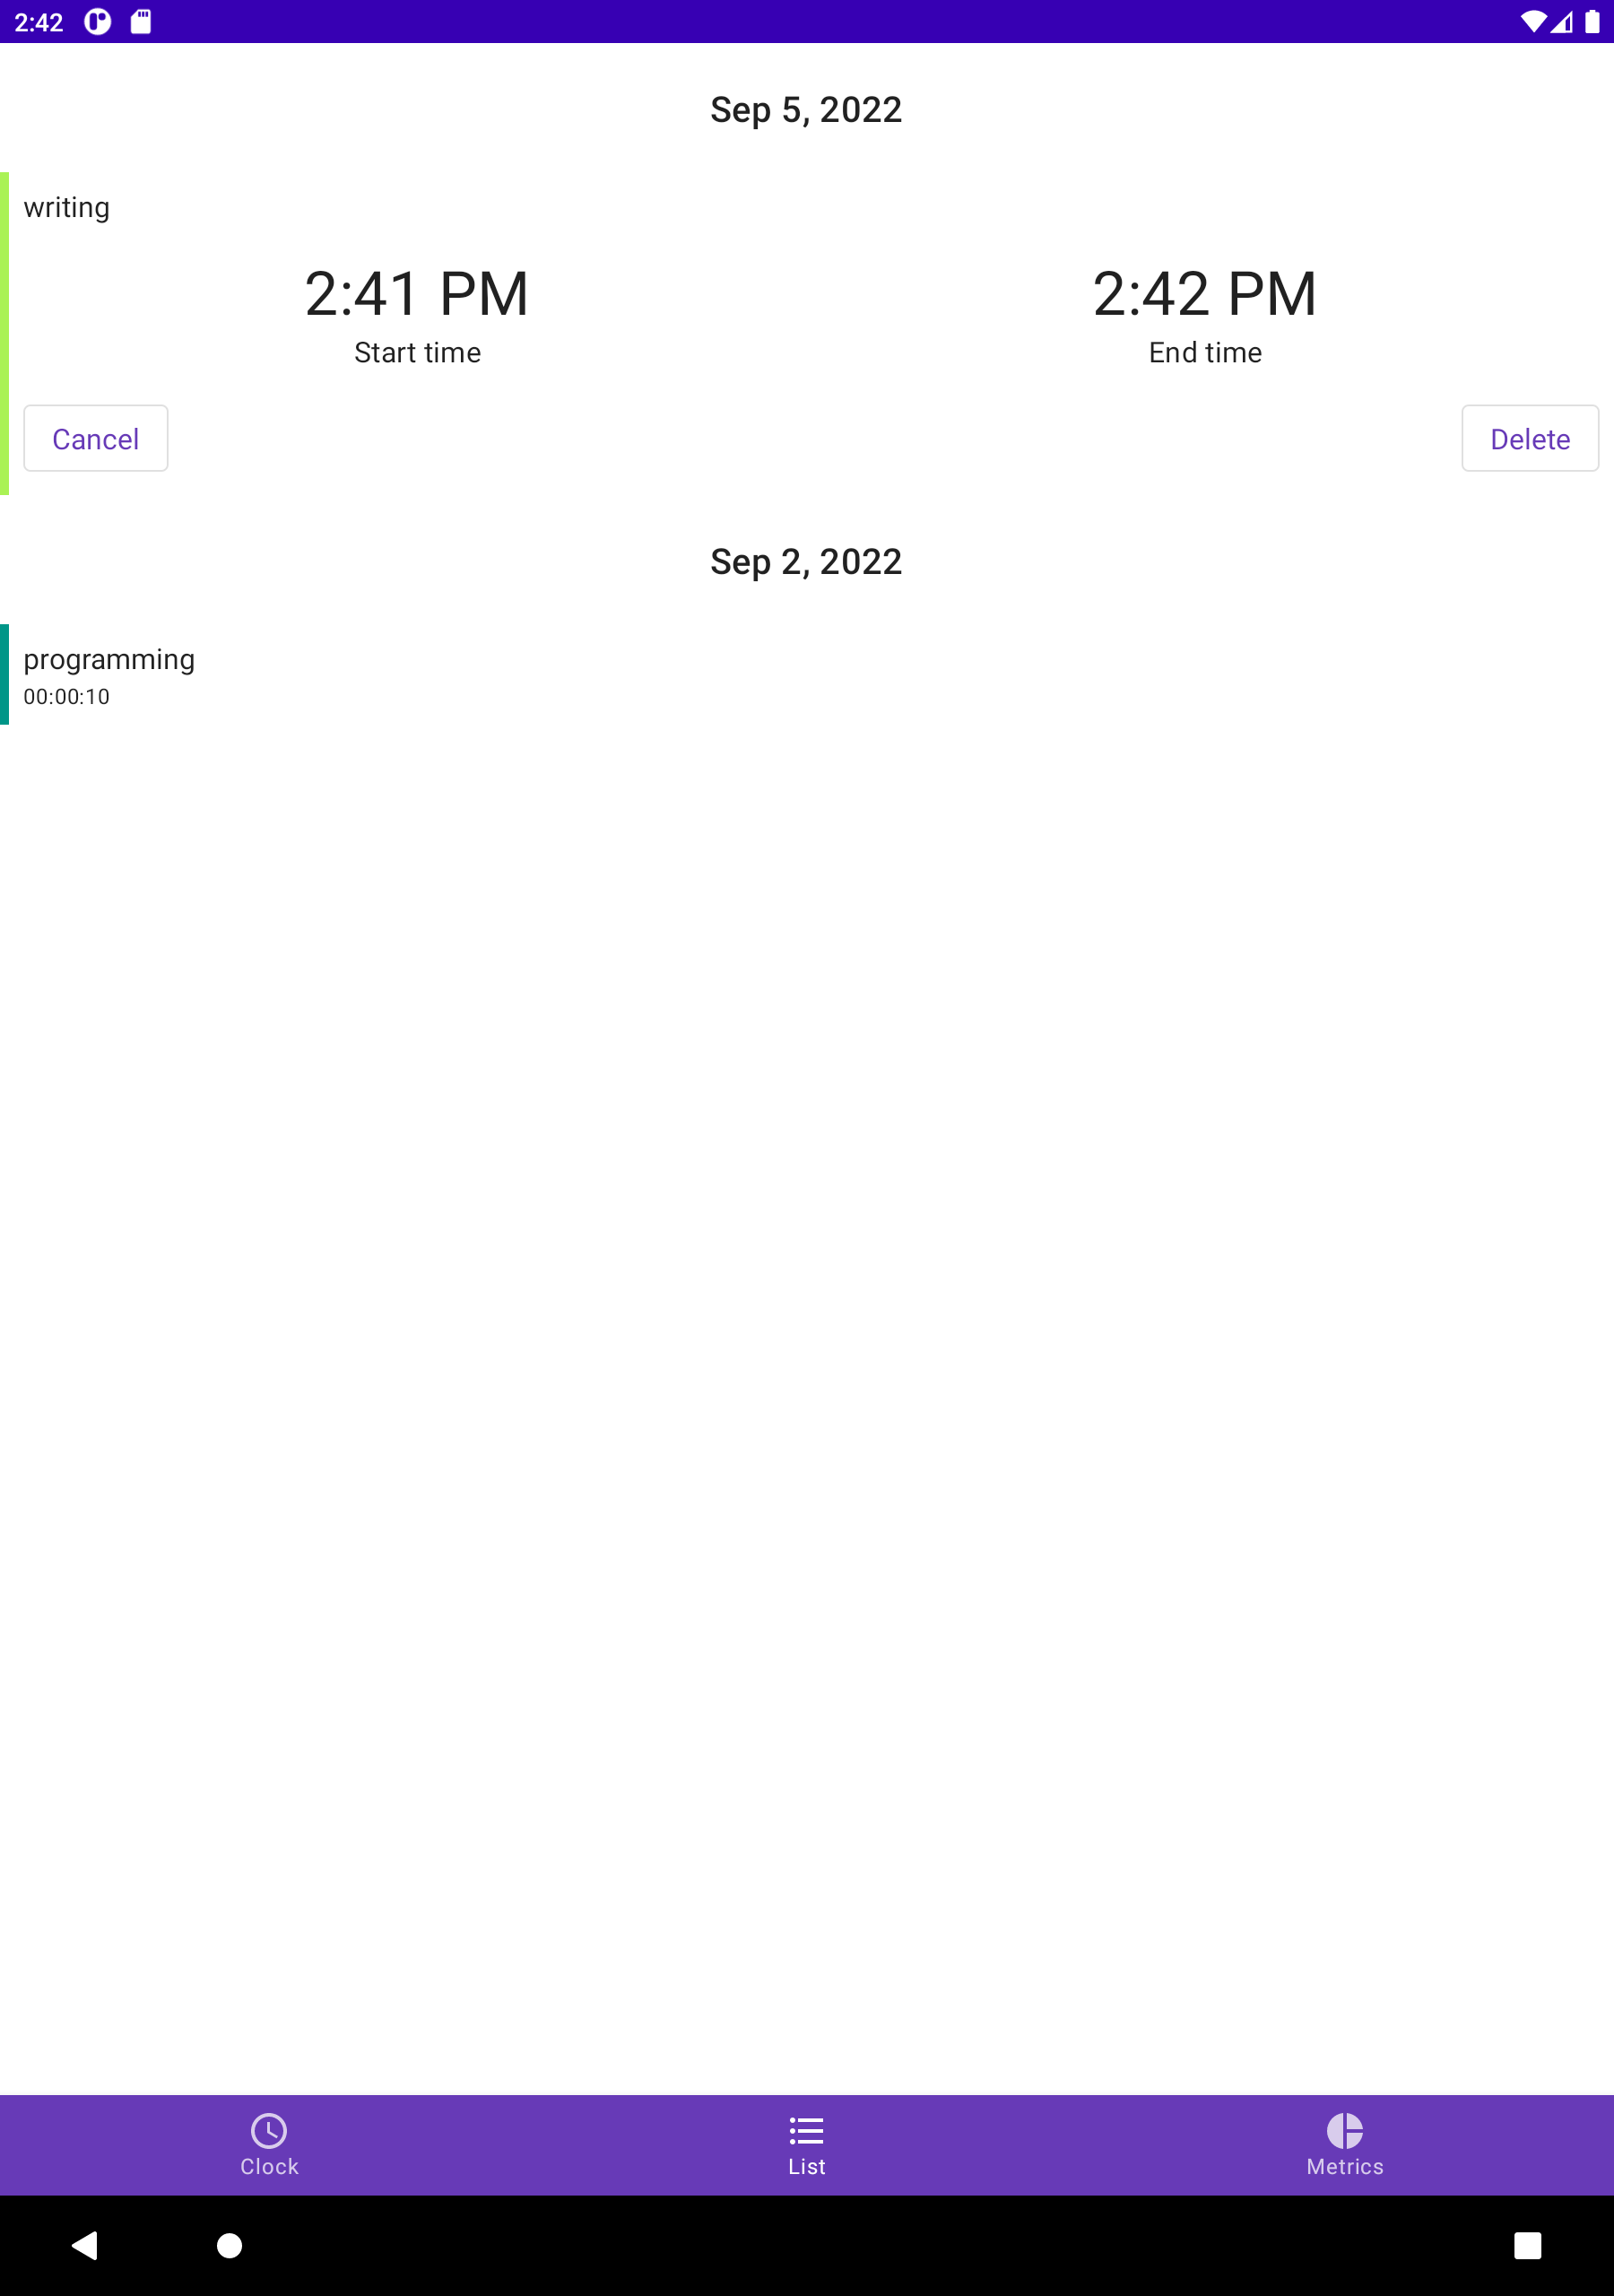 2:42
Sep 5, 2022
writing
2:41 PM 2:42 PM
Start time End time
Cancel Delete
Sep 2, 2022
programming
00:00:10
Clock List Metrics